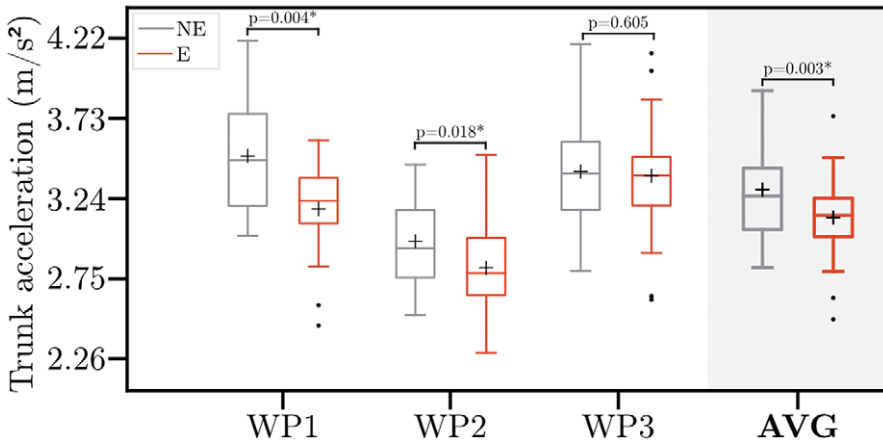 Trunk acceleration (m/s²)
4.22
3.73
3.24
2.75
2.26
NE
E
p=0.004*
p=0.018*
p=0.605
p=0.003*
WP1
WP2
WP3
AVG